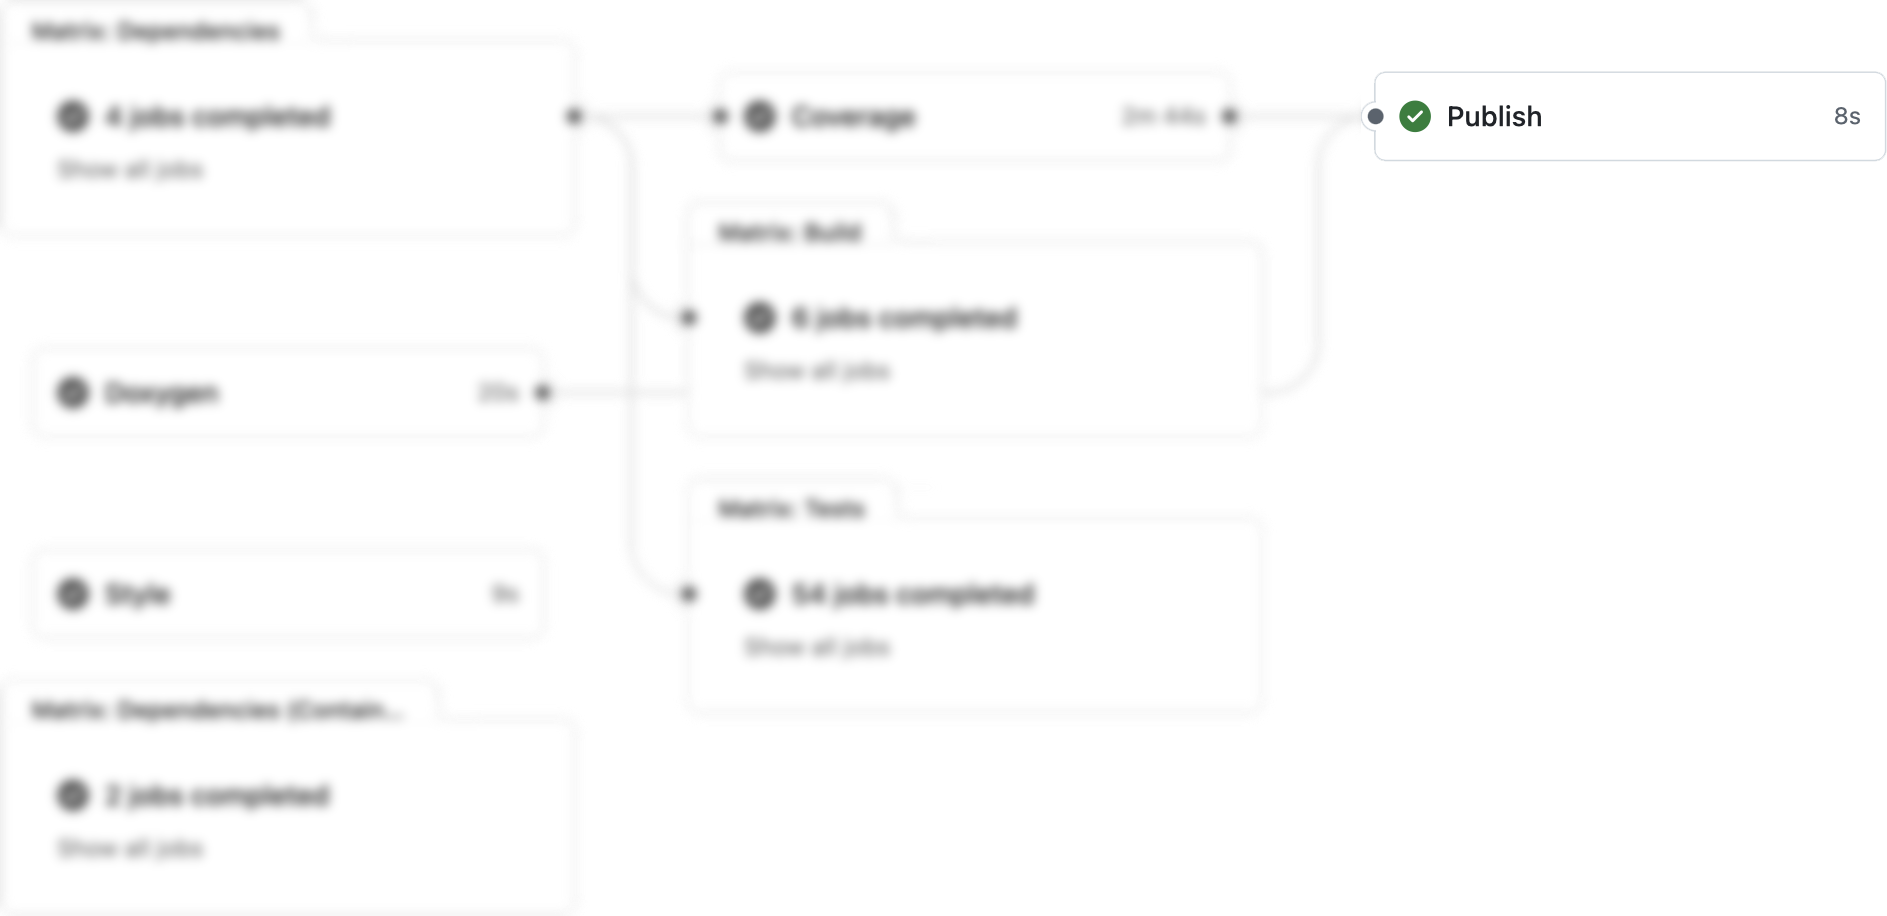 Matrix: Dependencies
4 jobs completed
Show all jobs
Coverage
2m 44s
Publish
8s
Matrix: Build
6 jobs completed
Show all jobs
Doxygen
20s
Matrix: Tests
54 jobs completed
Show all jobs
Style
9s
Matrix: Dependencies (Contain...
2 jobs completed
Show all jobs